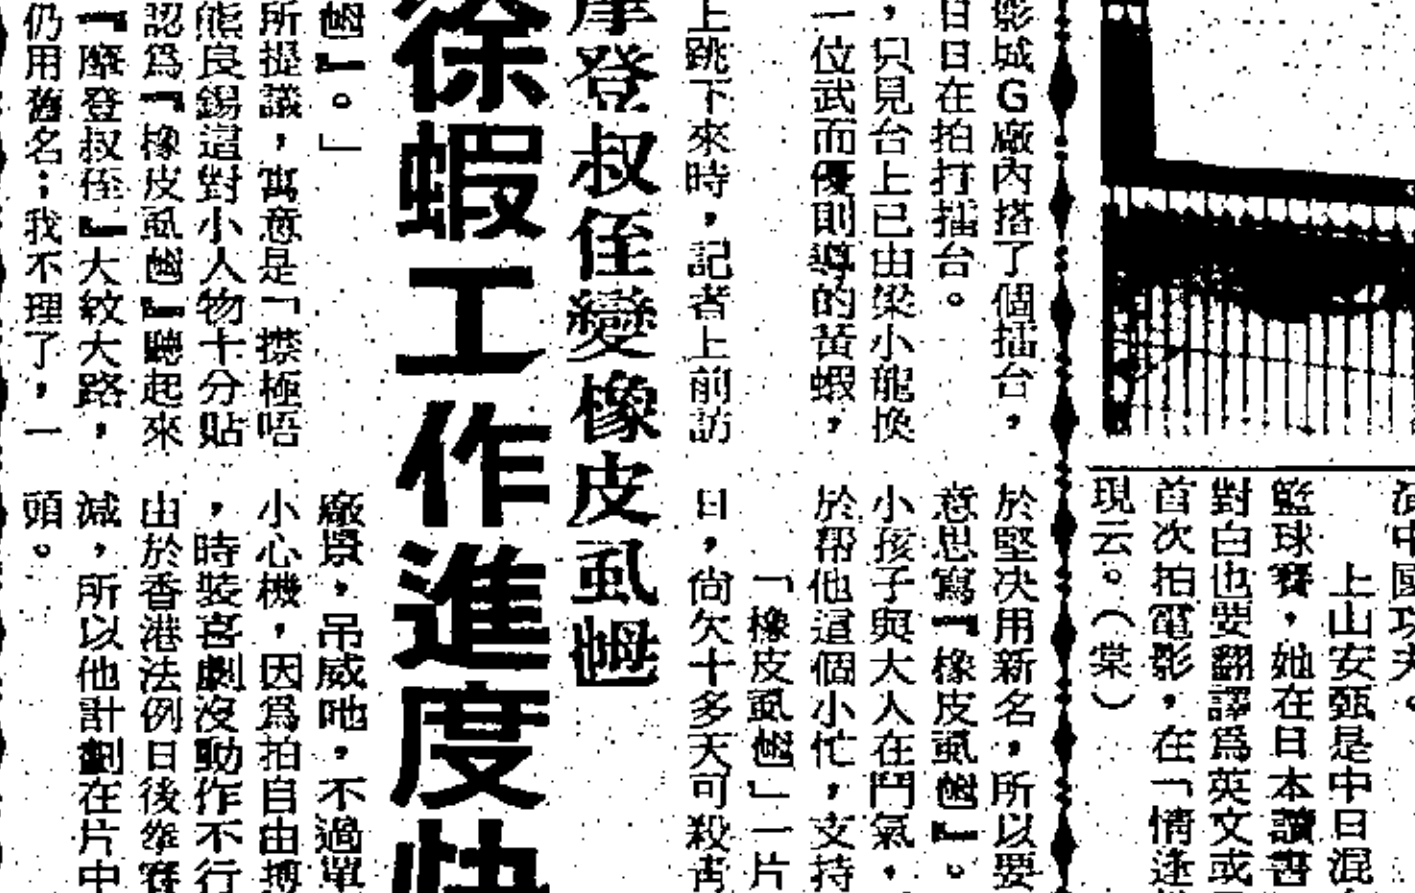 演中國功夫。
上山安甄是中日混
籃球賽，她在日本讀書
對白也要翻譯爲英文或
首次拍電影，在「情逢
現云。（棠）
影城G廠內搭了個擂台，
日日在拍打擂台。
，只見台上已由梁小龍換
一位武而優則導的黃蝦，
上跳下來時，記者上前訪
於堅决用新名，所以要
意思寫『橡皮虱乸』。
小孩子與大人在鬥氣，
於帮他這個小忙，支持
「橡皮虱乸」一片
日，尚欠十多天可殺青
摩登叔侄變橡皮虱乸
徐蝦工作進度快
乸』。」
所提議，寓意是「㩒極唔
熊良錫這對小人物十分貼
認爲『橡皮虱乸』聽起來
『摩登叔侄』大紋大路，
仍用舊名；我不理了，一
廠景，吊威吔，不過單
小心機，因爲拍自由搏
，時裝喜劇沒動作不行
由於香港法例日後拳賽
減，所以他計劃在片中
頭。